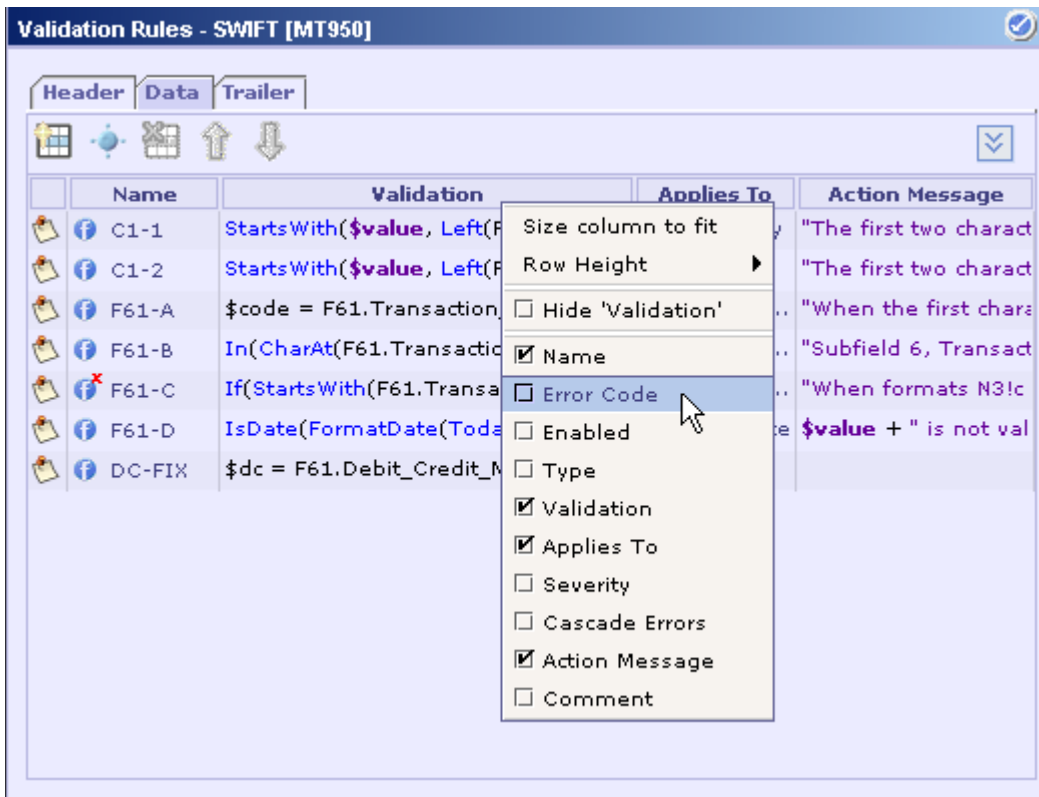 Validation Rules - SWIFT [MT950]
Header Data Trailer
Name Validation Applies To Action Message
C1-1 StartsWith($value, Left(F y "The first two charact
C1-2 StartsWith($value, Left(F "The first two charact
F61-A $code = F61.Transaction_ .. "When the first chara
F61-B In(CharAt(F61.Transactio .. "Subfield 6, Transact
F61-C If(StartsWith(F61.Transa .. "When formats N3!c
F61-D IsDate(FormatDate(Toda te $value + " is not val
DC-FIX $dc = F61.Debit_Credit_M
Size column to fit
Row Height
Hide 'Validation'
Name
Error Code
Enabled
Type
Validation
Applies To
Severity
Cascade Errors
Action Message
Comment